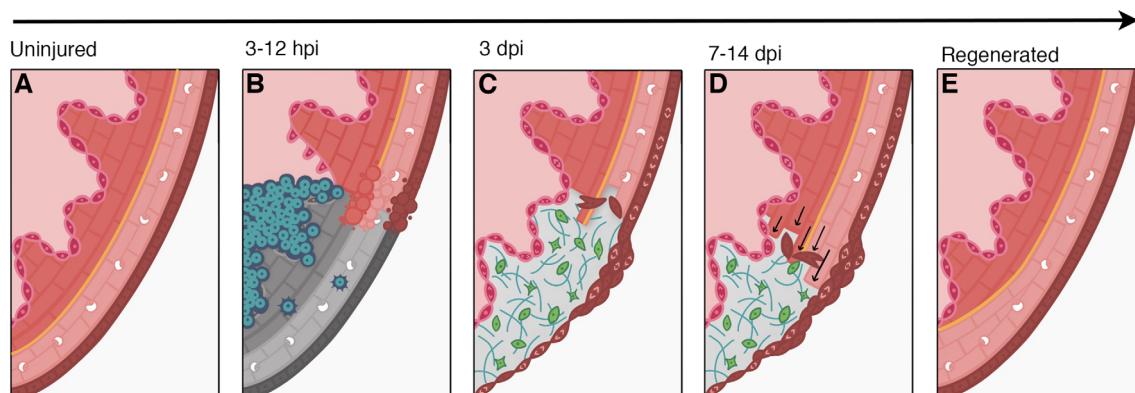 Uninjured
3-12 hpi
3 dpi
7-14 dpi
Regenerated
A
B
C
D
E